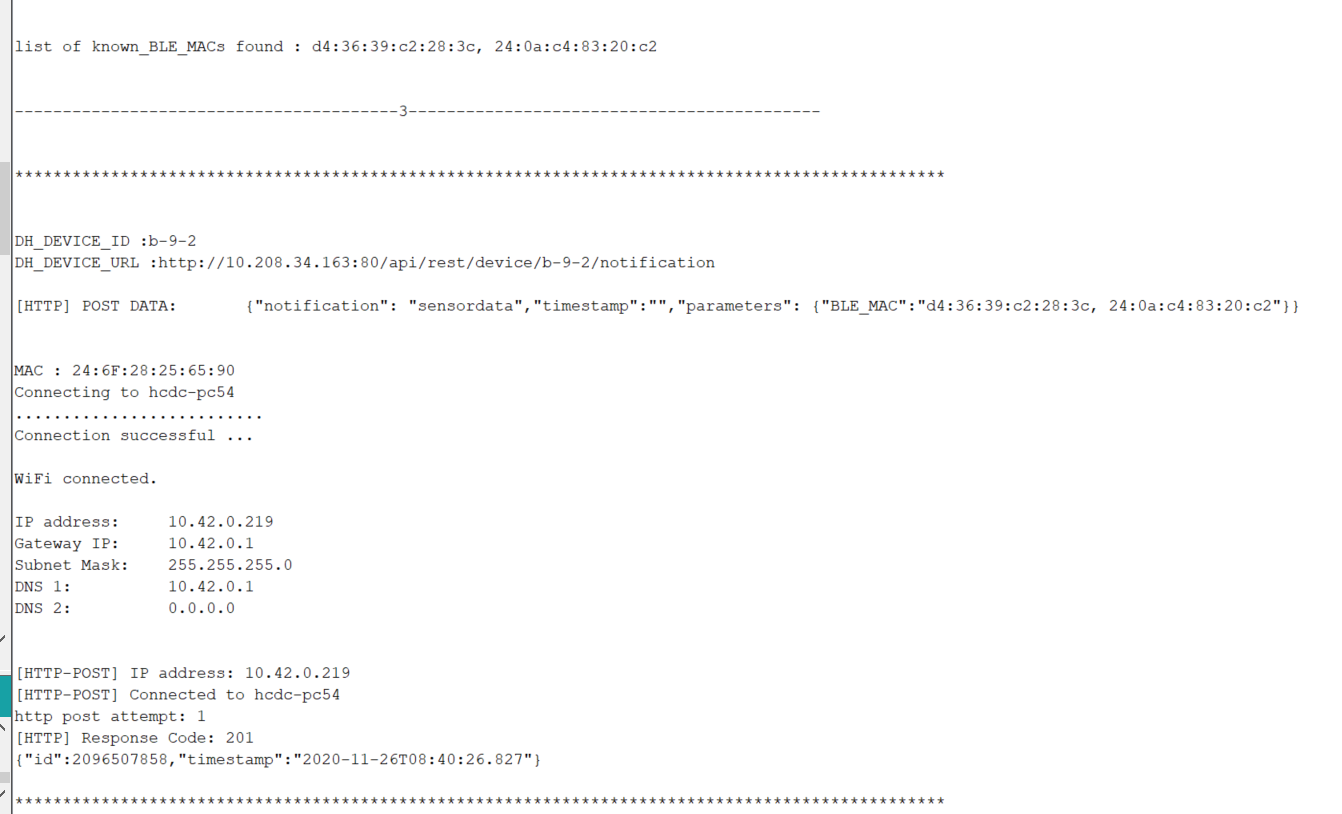 list of known_BLE_MACs found : d4:36:39:c2:28:3c, 24:0a:c4:83:20:c2
----------------------------------------3-------------------------------------------
*************************************************************************************************
DH_DEVICE_ID :b-9-2
DH_DEVICE_URL :http://10.208.34.163:80/api/rest/device/b-9-2/notification
[HTTP] POST DATA:       {"notification": "sensordata","timestamp":"","parameters": {"BLE_MAC":"d4:36:39:c2:28:3c, 24:0a:c4:83:20:c2"}}
MAC : 24:6F:28:25:65:90
Connecting to hcdc-pc54
..........................
Connection successful ...
WiFi connected.
IP address:     10.42.0.219
Gateway IP:     10.42.0.1
Subnet Mask:    255.255.255.0
DNS 1:          10.42.0.1
DNS 2:          0.0.0.0
[HTTP-POST] IP address: 10.42.0.219
[HTTP-POST] Connected to hcdc-pc54
http post attempt: 1
[HTTP] Response Code: 201
{"id":2096507858,"timestamp":"2020-11-26T08:40:26.827"}
*************************************************************************************************